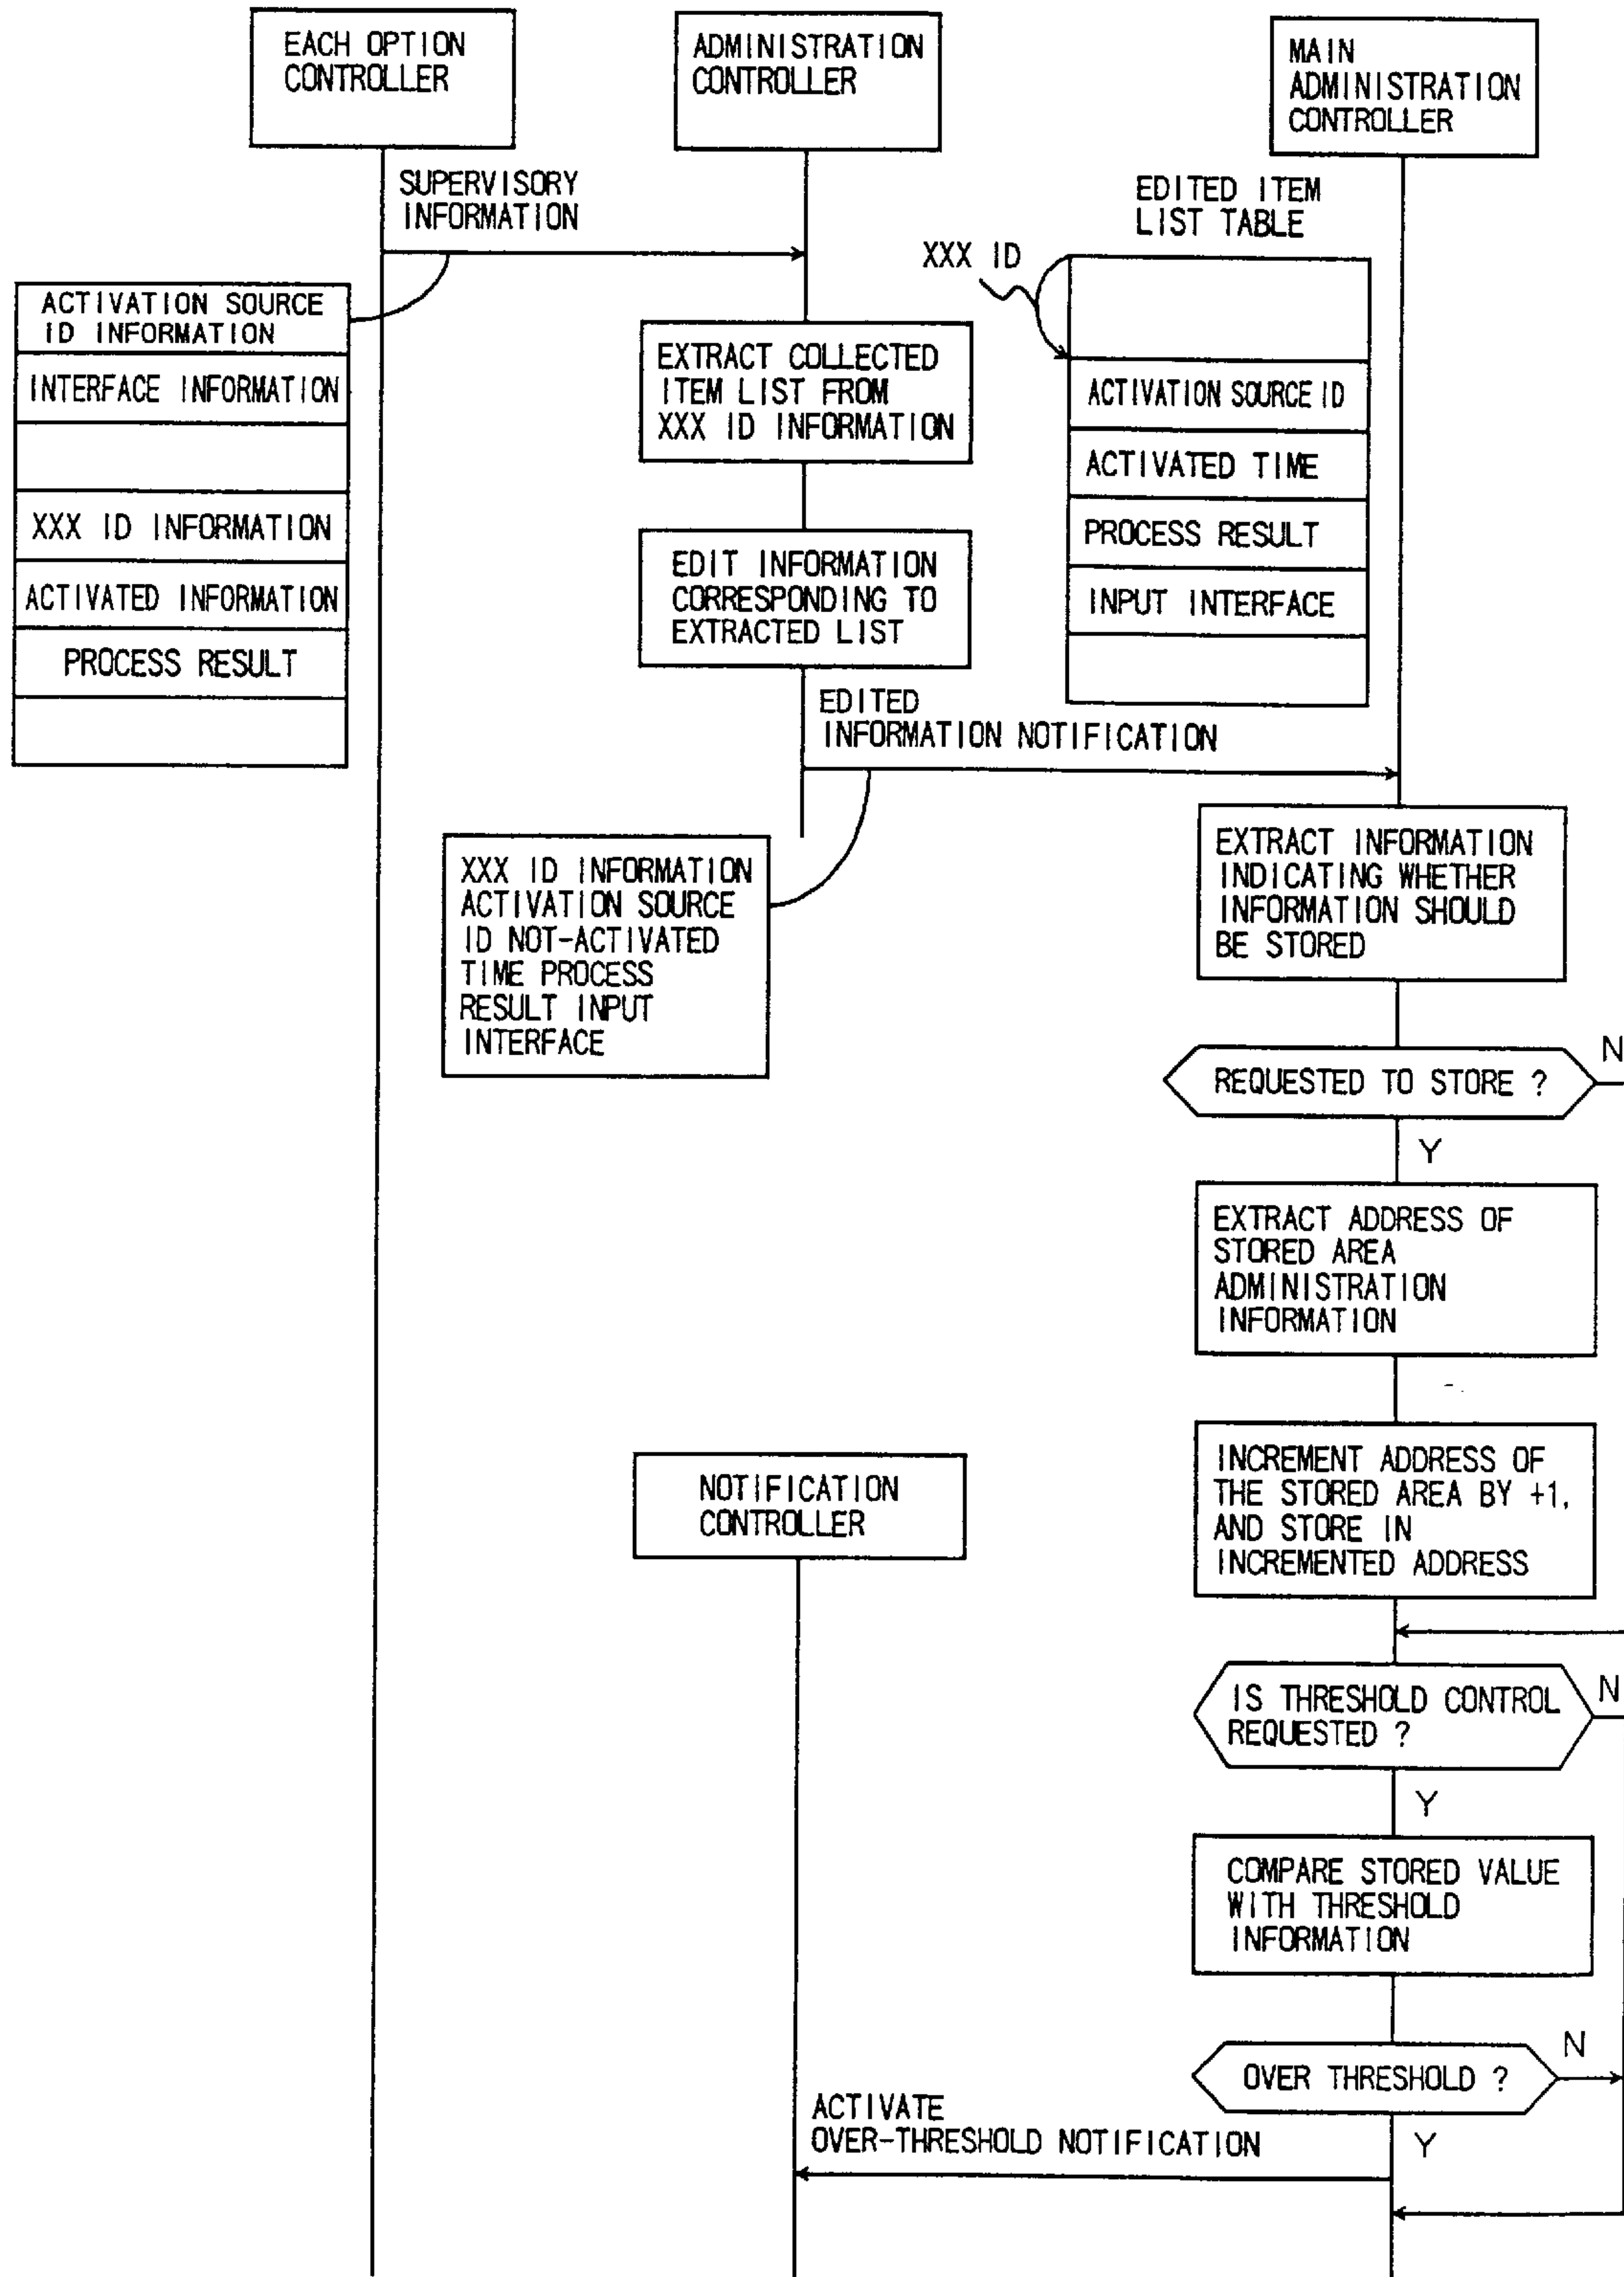 EACH OPTION
CONTROLLER
ADMINISTRATION
CONTROLLER
MAIN
ADMINISTRATION
CONTROLLER
SUPERVISORY
INFORMATION
EDITED ITEM
LIST TABLE
XXX ID
ACTIVATION SOURCE
ID INFORMATION
INTERFACE INFORMATION
XXX ID INFORMATION
ACTIVATED INFORMATION
PROCESS RESULT
EXTRACT COLLECTED
ITEM LIST FROM
XXX ID INFORMATION
ACTIVATION SOURCE ID
ACTIVATED TIME
PROCESS RESULT
INPUT INTERFACE
EDIT INFORMATION
CORRESPONDING TO
EXTRACTED LIST
EDITED
INFORMATION NOTIFICATION
XXX ID INFORMATION
ACTIVATION SOURCE
ID NOT-ACTIVATED
TIME PROCESS
RESULT INPUT
INTERFACE
EXTRACT INFORMATION
INDICATING WHETHER
INFORMATION SHOULD
BE STORED
REQUESTED TO STORE ?
N
Y
EXTRACT ADDRESS OF
STORED AREA
ADMINISTRATION
INFORMATION
NOTIFICATION
CONTROLLER
INCREMENT ADDRESS OF
THE STORED AREA BY +1,
AND STORE IN
INCREMENTED ADDRESS
IS THRESHOLD CONTROL
REQUESTED ?
N
Y
COMPARE STORED VALUE
WITH THRESHOLD
INFORMATION
OVER THRESHOLD ?
N
Y
ACTIVATE
OVER-THRESHOLD NOTIFICATION